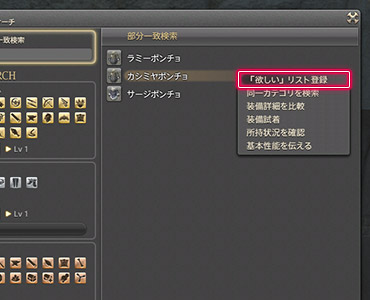 ーチ
一致検索
部分一致検索
ラミーポンチョ
カシミヤポンチョ
サージポンチョ
「欲しい」リスト登録
同一カテゴリを検索
装備詳細を比較
装備試着
所持状況を確認
基本性能を伝える
RCH
Lv 1
Lv 1